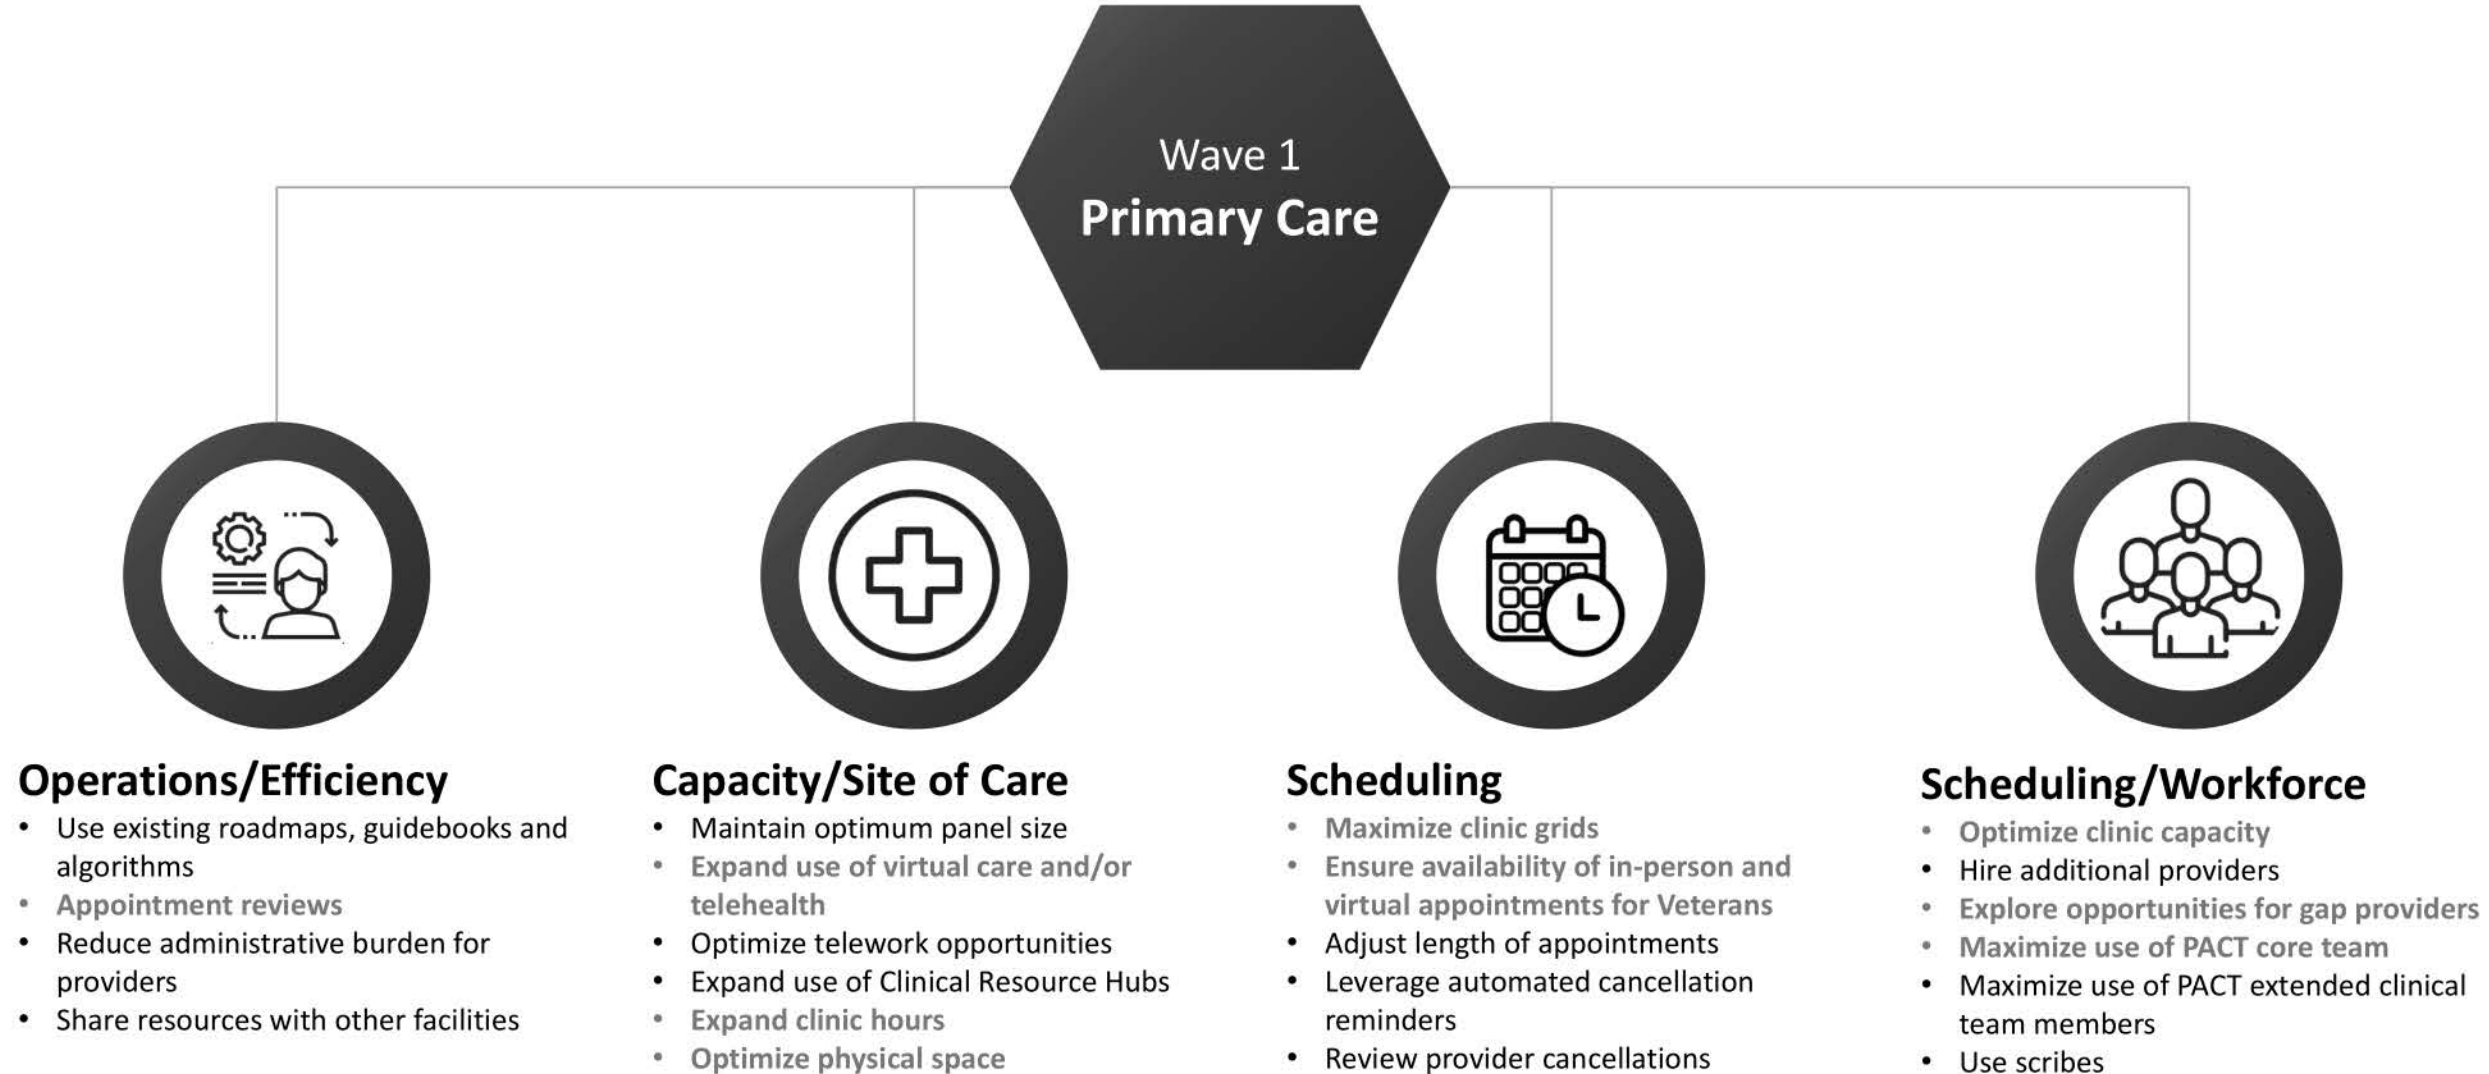 Wave 1
Primary Care
Operations/Efficiency
• Use existing roadmaps, guidebooks and
algorithms
• Appointment reviews
• Reduce administrative burden for
providers
• Share resources with other facilities
Capacity/Site of Care
• Maintain optimum panel size
• Expand use of virtual care and/or
telehealth
• Optimize telework opportunities
• Expand use of Clinical Resource Hubs
• Expand clinic hours
• Optimize physical space
Scheduling
• Maximize clinic grids
• Ensure availability of in-person and
virtual appointments for Veterans
• Adjust length of appointments
• Leverage automated cancellation
reminders
• Review provider cancellations
Scheduling/Workforce
• Optimize clinic capacity
• Hire additional providers
• Explore opportunities for gap providers
• Maximize use of PACT core team
• Maximize use of PACT extended clinical
team members
• Use scribes